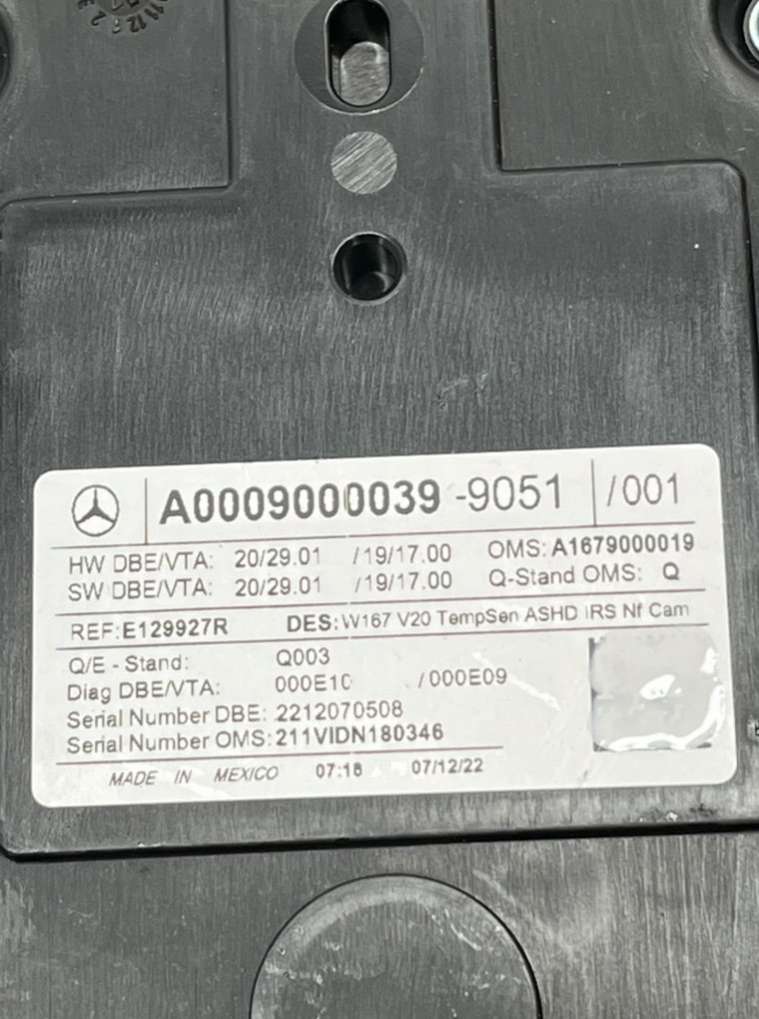 A0009000039 -9051 /001
HW DBE/VTA: 20/29.01 /19/17.00 OMS: A1679000019
SW DBE/VTA: 20/29.01 /19/17.00 Q-Stand OMS: Q
REF:E129927R DES:W167 V20 TempSen ASHD IRS Nf Cam
Q/E - Stand: Q003
Diag DBE/VTA: 000E10 /000E09
Serial Number DBE: 2212070508
Serial Number OMS: 211VIDN180346
MADE IN MEXICO 07:18 07/12/22